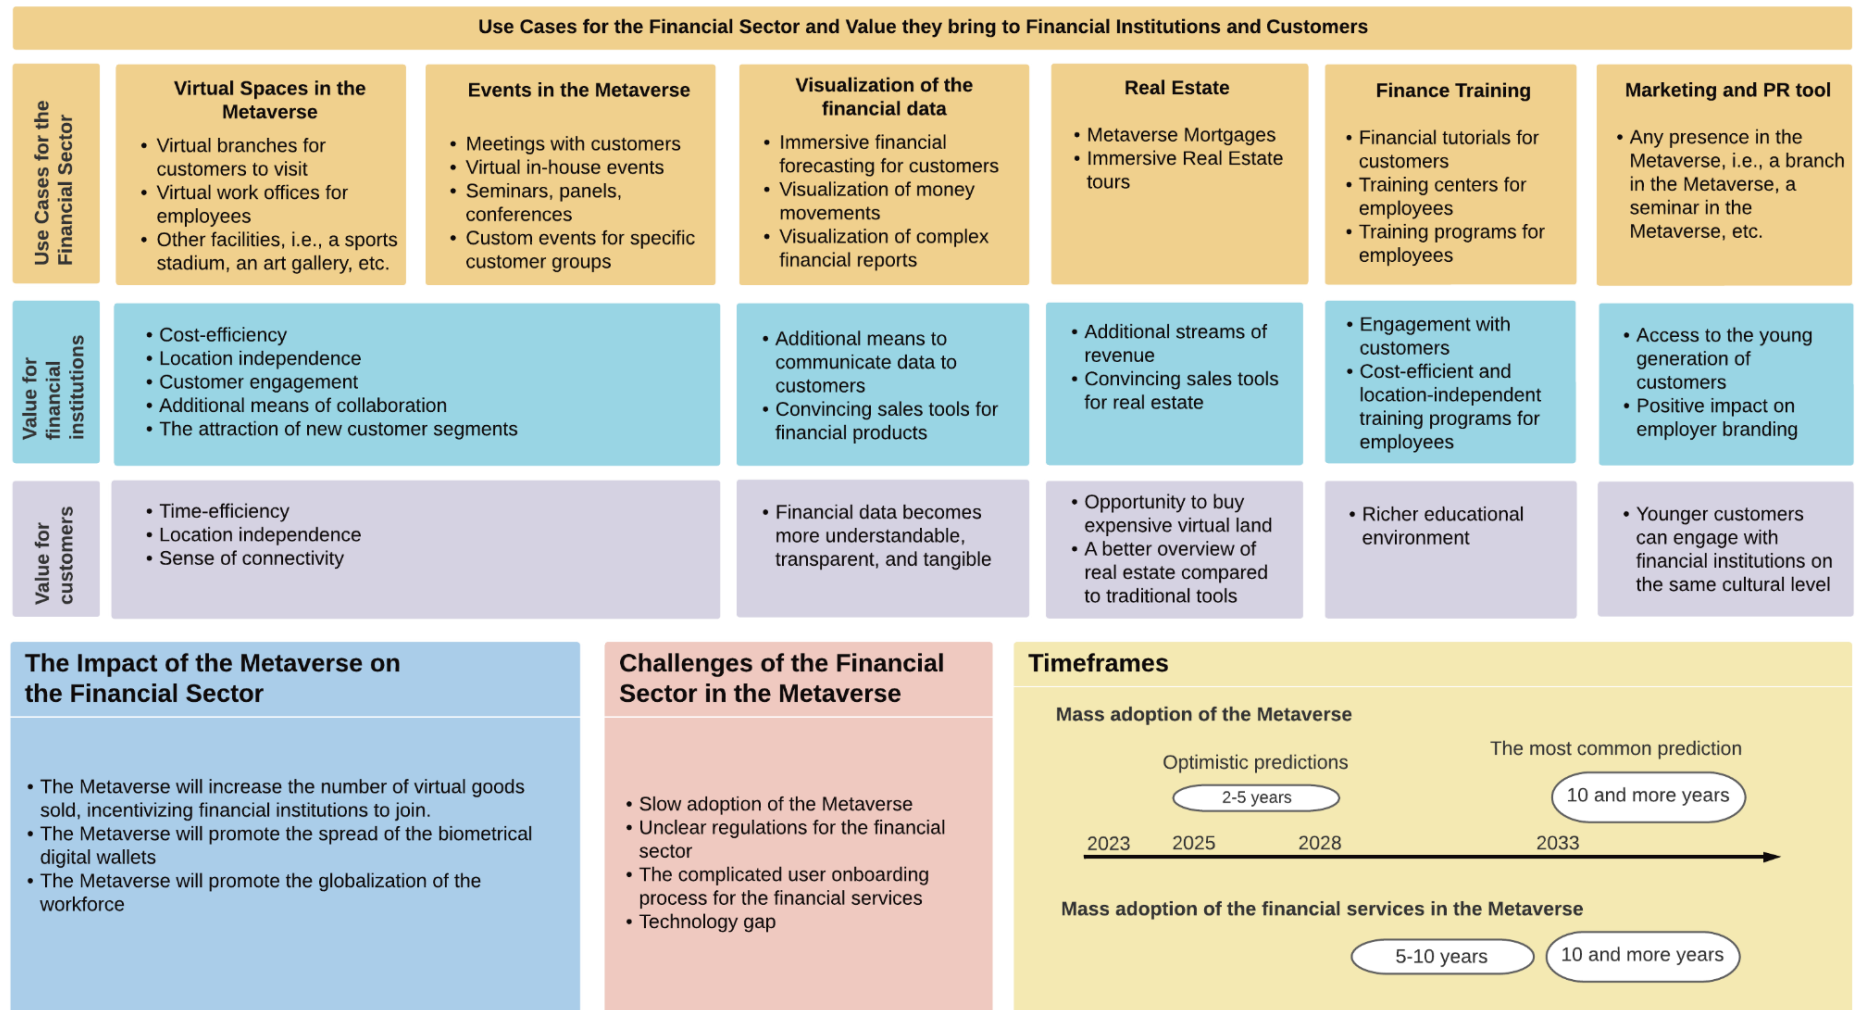 Use Cases for the Financial Sector and Value they bring to Financial Institutions and Customers
Use Cases for the
Financial Sector
Virtual Spaces in the
Metaverse
• Virtual branches for
customers to visit
• Virtual work offices for
employees
• Other facilities, i.e., a sports
stadium, an art gallery, etc.
Events in the Metaverse
• Meetings with customers
• Virtual in-house events
• Seminars, panels,
conferences
• Custom events for specific
customer groups
Visualization of the
financial data
• Immersive financial
forecasting for customers
• Visualization of money
movements
• Visualization of complex
financial reports
Real Estate
• Metaverse Mortgages
• Immersive Real Estate
tours
Finance Training
• Financial tutorials for
customers
• Training centers for
employees
• Training programs for
employees
Marketing and PR tool
• Any presence in the
Metaverse, i.e., a branch
in the Metaverse, a
seminar in the
Metaverse, etc.
Value for
financial
institutions
• Cost-efficiency
• Location independence
• Customer engagement
• Additional means of collaboration
• The attraction of new customer segments
• Additional means to
communicate data to
customers
• Convincing sales tools for
financial products
• Additional streams of
revenue
• Convincing sales tools
for real estate
• Engagement with
customers
• Cost-efficient and
location-independent
training programs for
employees
• Access to the young
generation of
customers
• Positive impact on
employer branding
Value for
customers
• Time-efficiency
• Location independence
• Sense of connectivity
• Financial data becomes
more understandable,
transparent, and tangible
• Opportunity to buy
expensive virtual land
• A better overview of
real estate compared
to traditional tools
• Richer educational
environment
• Younger customers
can engage with
financial institutions on
the same cultural level
The Impact of the Metaverse on
the Financial Sector
• The Metaverse will increase the number of virtual goods
sold, incentivizing financial institutions to join.
• The Metaverse will promote the spread of the biometrical
digital wallets
• The Metaverse will promote the globalization of the
workforce
Challenges of the Financial
Sector in the Metaverse
• Slow adoption of the Metaverse
• Unclear regulations for the financial
sector
• The complicated user onboarding
process for the financial services
• Technology gap
Timeframes
Mass adoption of the Metaverse
Optimistic predictions
The most common prediction
2-5 years
10 and more years
2023 2025 2028 2033
Mass adoption of the financial services in the Metaverse
5-10 years
10 and more years